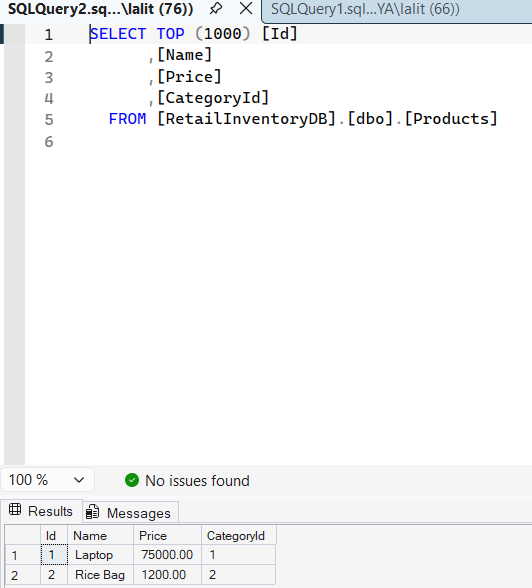 SQLQuery2.sq...\lalit (76)) SQLQuery1.sql...YA\lalit (66))
1 SELECT TOP (1000) [Id]
2 ,[Name]
3 ,[Price]
4 ,[CategoryId]
5 FROM [RetailInventoryDB].[dbo].[Products]
6
100 % No issues found
Results Messages
Id Name Price CategoryId
1 1 Laptop 75000.00 1
2 2 Rice Bag 1200.00 2